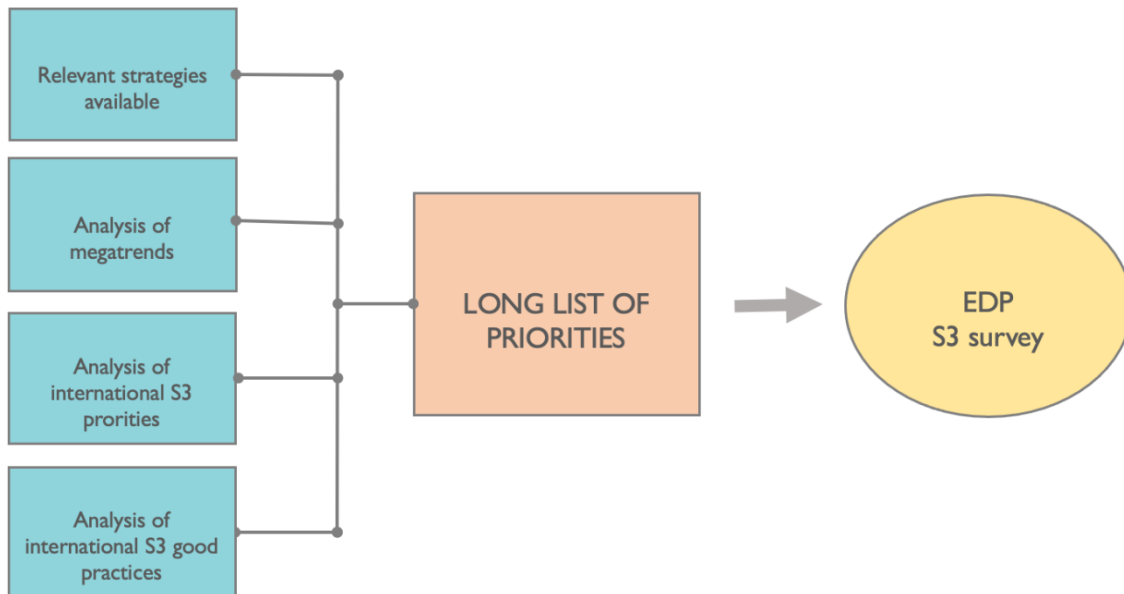 Relevant strategies
available
Analysis of
megatrends
Analysis of
international S3
prorities
Analysis of
international S3 good
practices
LONG LIST OF
PRIORITIES
EDP
S3 survey